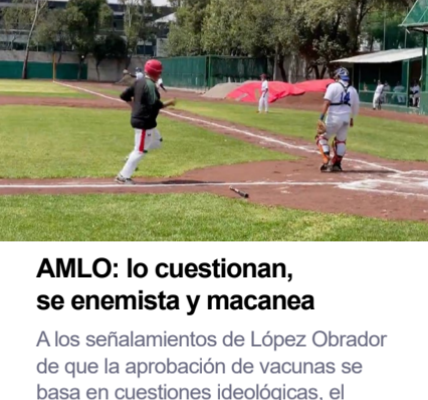 AMLO: lo cuestionan,
se enemista y macanea
A los señalamientos de López Obrador
de que la aprobación de vacunas se
basa en cuestiones ideológicas, el